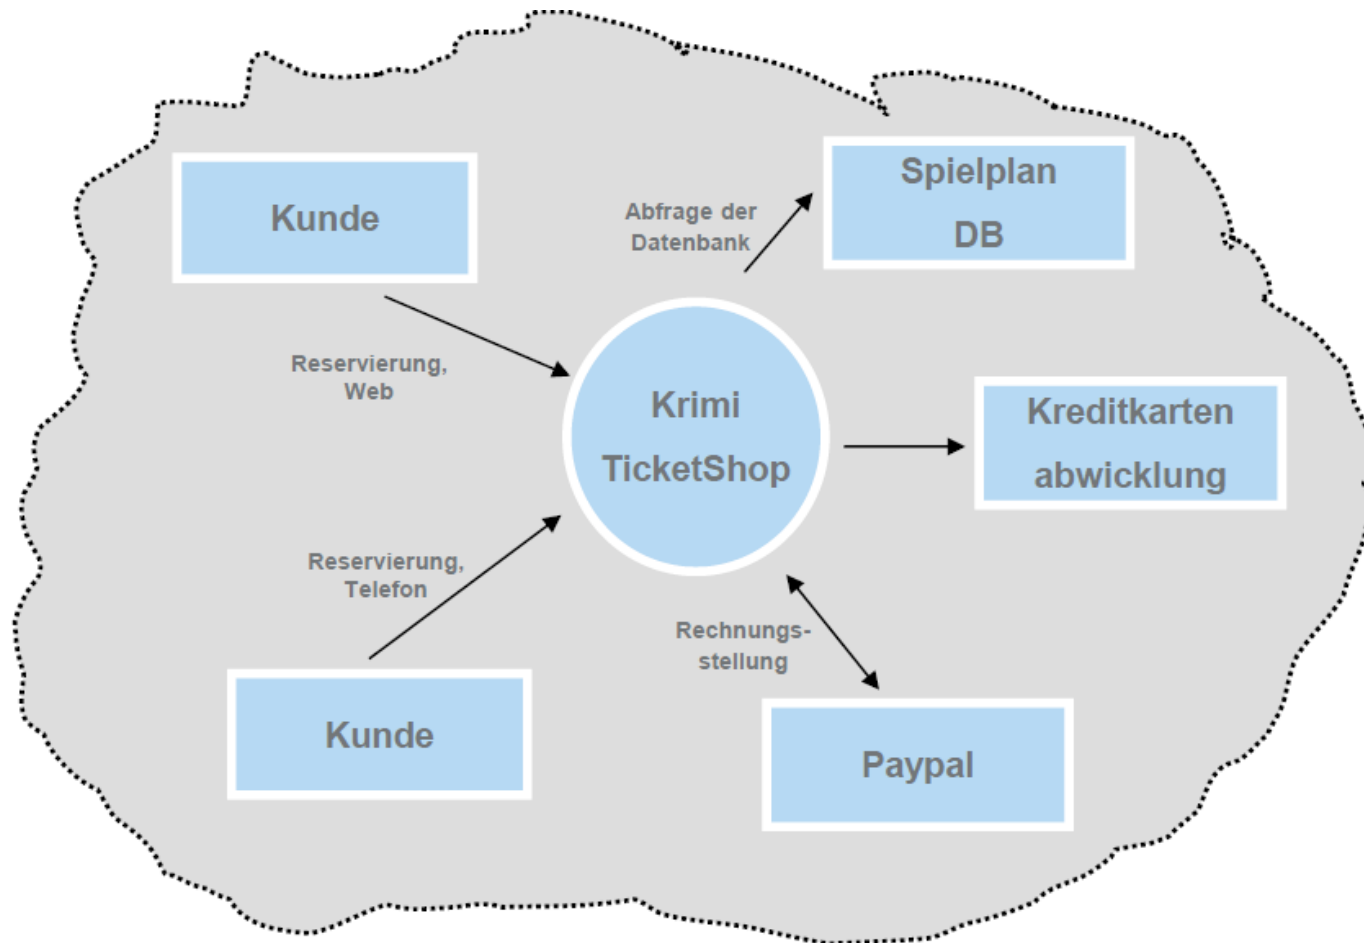 Kunde
Abfrage der
Datenbank
Spielplan
DB
Reservierung,
Web
Krimi
TicketShop
Kreditkarten
abwicklung
Reservierung,
Telefon
Rechnungs-
stellung
Kunde
Paypal